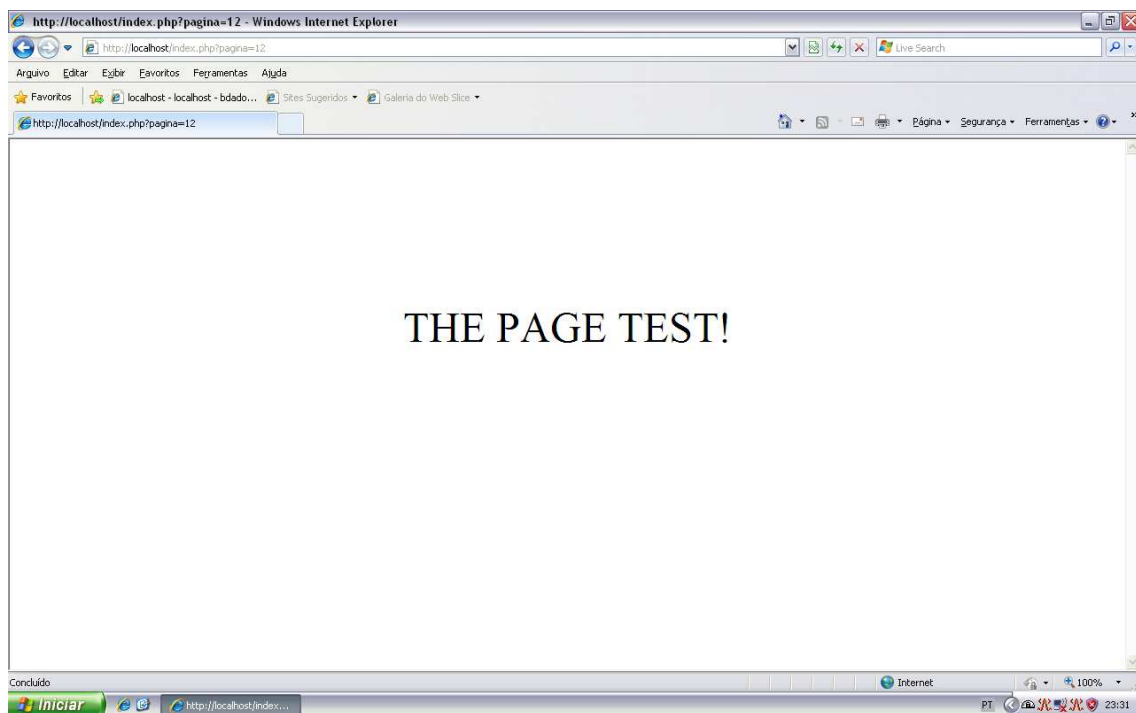 http://localhost/index.php?pagina=12 - Windows Internet Explorer
http://localhost/index.php?pagina=12
Live Search
Arquivo Editar Exibir Favoritos Ferramentas Ajuda
Favoritos localhost - localhost - bdado... Sites Sugeridos Galeria do Web Slice
http://localhost/index.php?pagina=12
Página Segurança Ferramentas
THE PAGE TEST!
Concluído Internet 100%
Iniciar http://localhost/index... PT 23:31